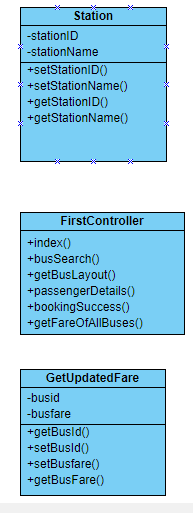 Station
-stationID
-stationName
+setStationID()
+setStationName()
+getStationID()
+getStationName()
FirstController
+index()
+busSearch()
+getBusLayout()
+passengerDetails()
+bookingSuccess()
+getFareOfAllBuses()
GetUpdatedFare
-busid
-busfare
+getBusId()
+setBusId()
+setBusfare()
+getBusFare()